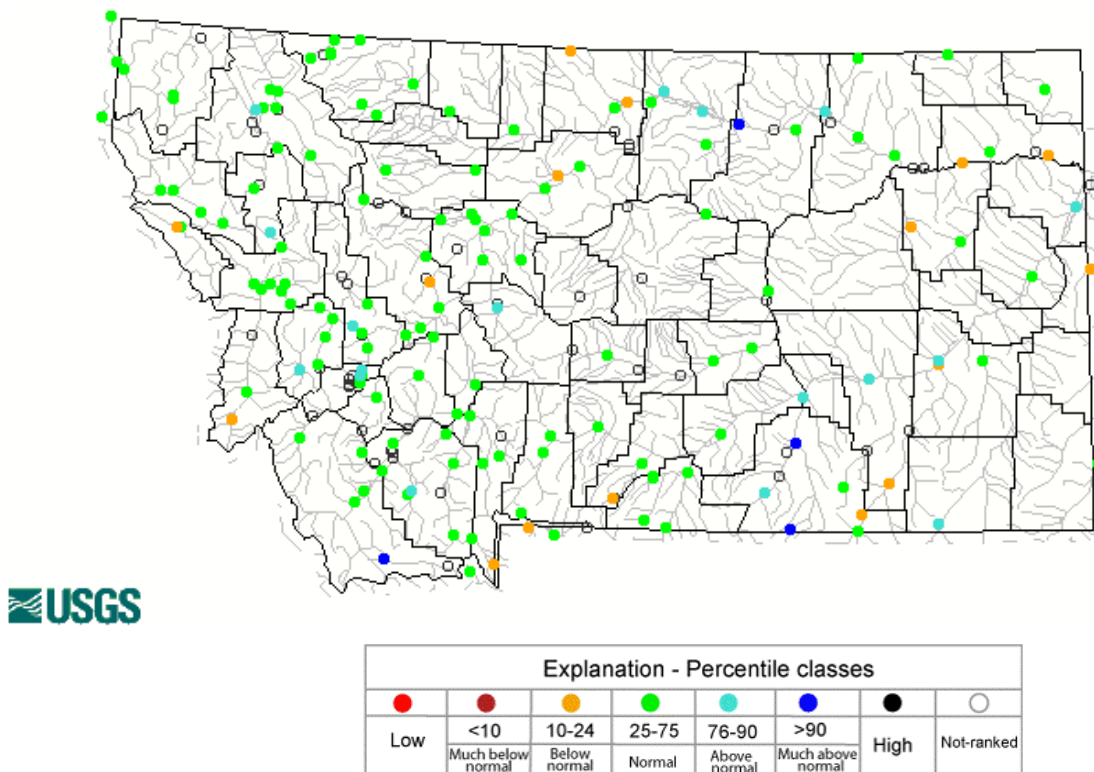 USGS
Explanation - Percentile classes
Low
<10
10-24
25-75
76-90
>90
High
Not-ranked
Much below normal
Below normal
Normal
Above normal
Much above normal